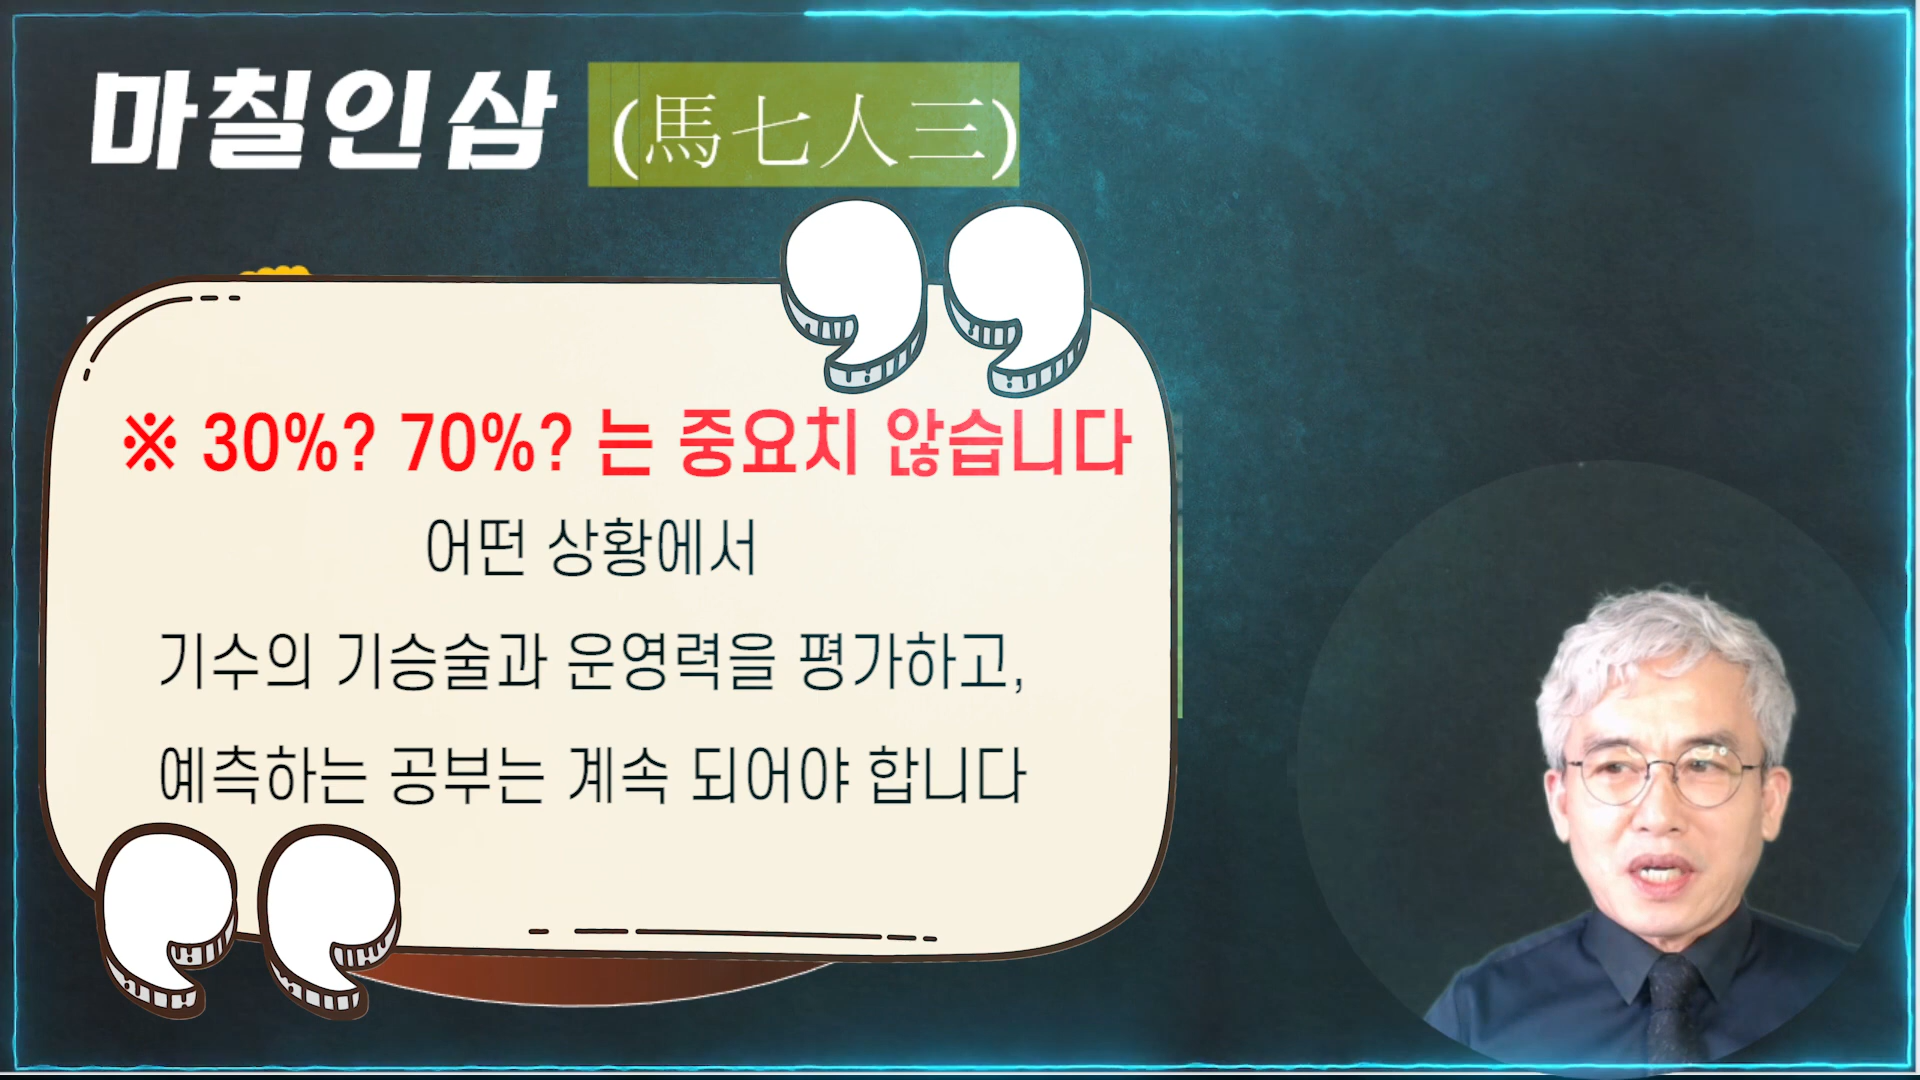 마칠인삼 (馬七人三)
※ 30%? 70%? 는 중요치 않습니다
어떤 상황에서
기수의 기승술과 운영력을 평가하고,
예측하는 공부는 계속 되어야 합니다